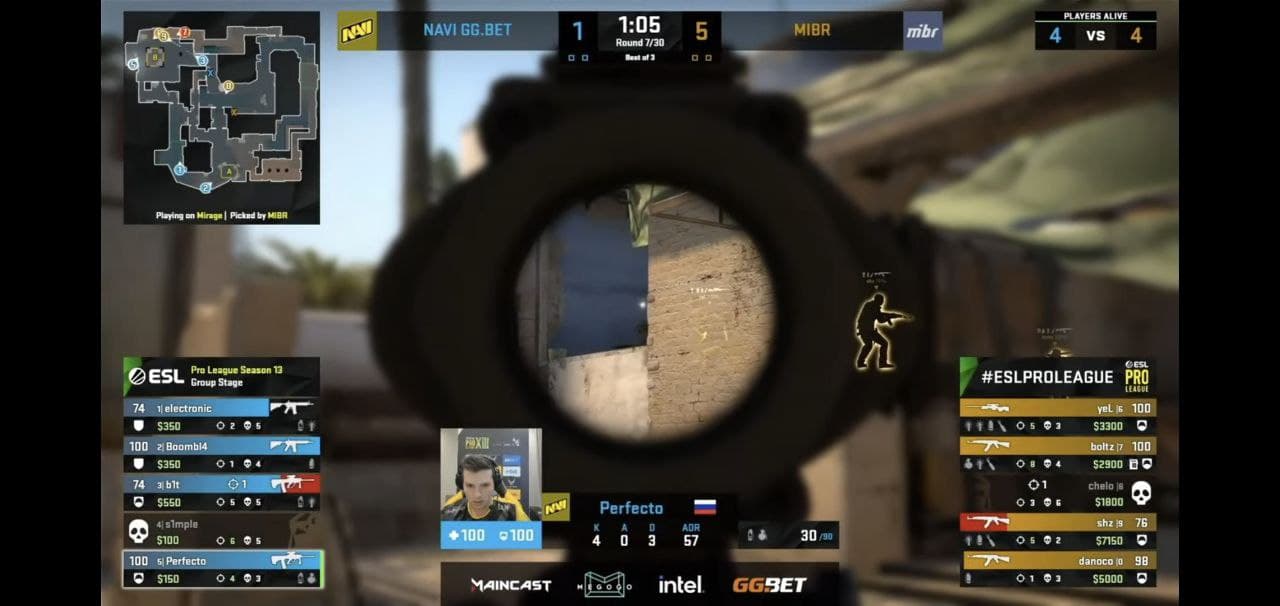 NAVI GG.BET
1
1:05
5
MIBR
mibr
Round 7/30
Best of 3
PLAYERS ALIVE
4 VS 4
B
A
Playing on Mirage | Picked by MIBR
ESL
Pro League Season 13
Group Stage
74 1| electronic
$350 2 5
100 2| Boombl4
$350 1 4
74 3| b1t 1
$550 5 5
4| s1mple
$100 6 5
100 5| Perfecto
$150 4 3
#ESLPROLEAGUE
ESL PRO LEAGUE
yeL |6 100
5 3 $3300
boltz |7 100
8 4 $2900
1 chelo |8
3 6 $1800
shz |9 76
5 2 $7150
danoco |0 98
1 3 $5000
NAVI
Perfecto
K A D ADR
4 0 3 57
100 100
30/90
MAINCAST
MEGOGO
intel.
GG.BET